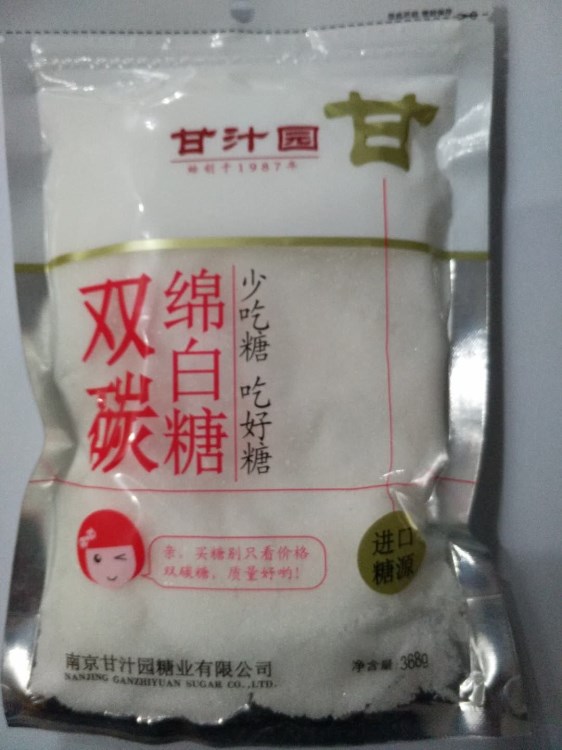 甘汁园
始创于1987年
甘
双碳
绵白糖
少吃糖 吃好糖
亲，买糖别只看价格
双碳糖，质量好哟！
进口
糖源
南京甘汁园糖业有限公司
NANJING GANZHIYUAN SUGAR CO.,LTD.
净含量 368g